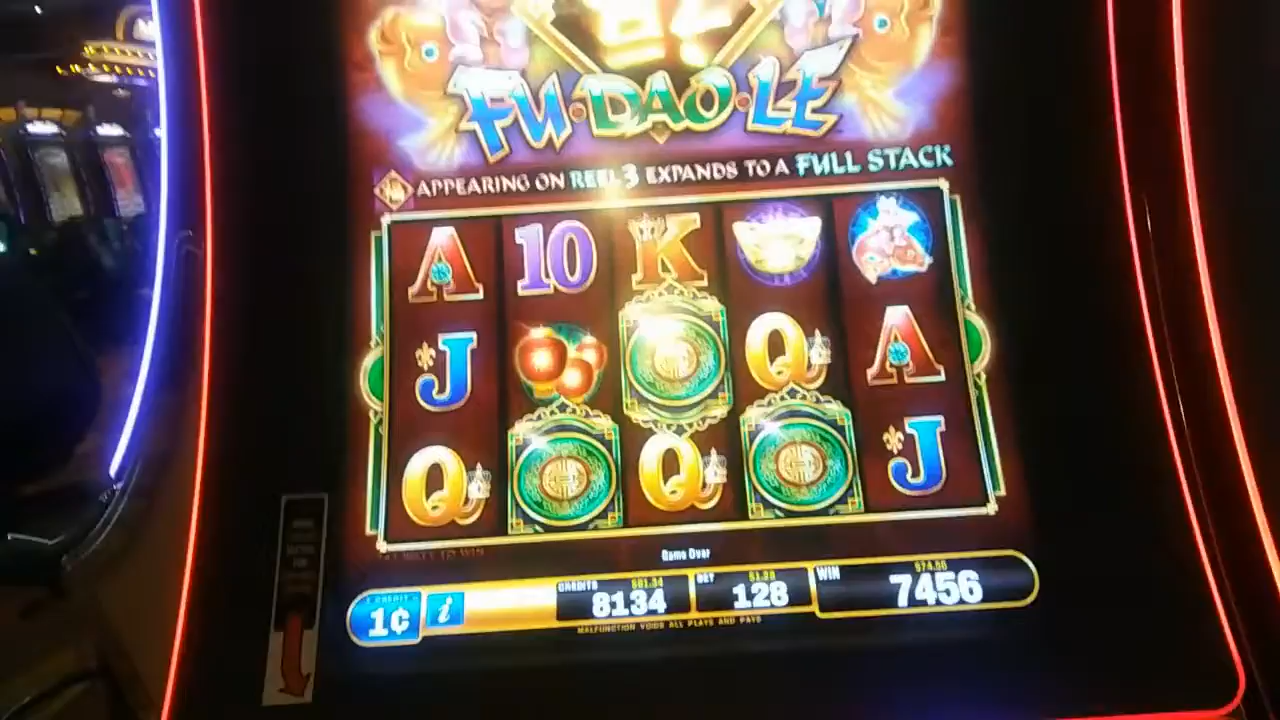 FU·DAO·LE
APPEARING ON REEL 3 EXPANDS TO A FULL STACK
A 10 K
J Q A
Q Q J
Game Over
CREDITS $81.34 BET $1.28 WIN $74.56
1¢ i 8134 128 7456
MALFUNCTION VOIDS ALL PLAYS AND PAYS